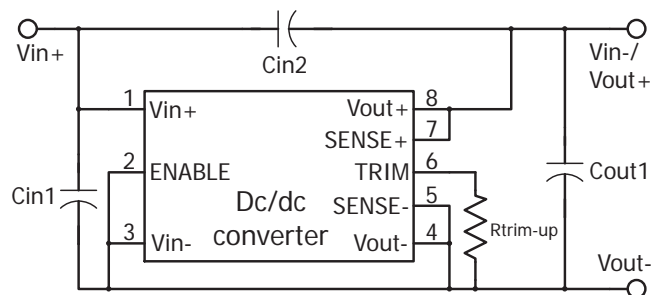 Vin+
Cin2
Vin-/
Vout+
1 Vin+
Vout+ 8
SENSE+ 7
2 ENABLE
TRIM 6
Cin1
Dc/dc
converter
SENSE- 5
Cout1
Rtrim-up
3 Vin-
Vout- 4
Vout-